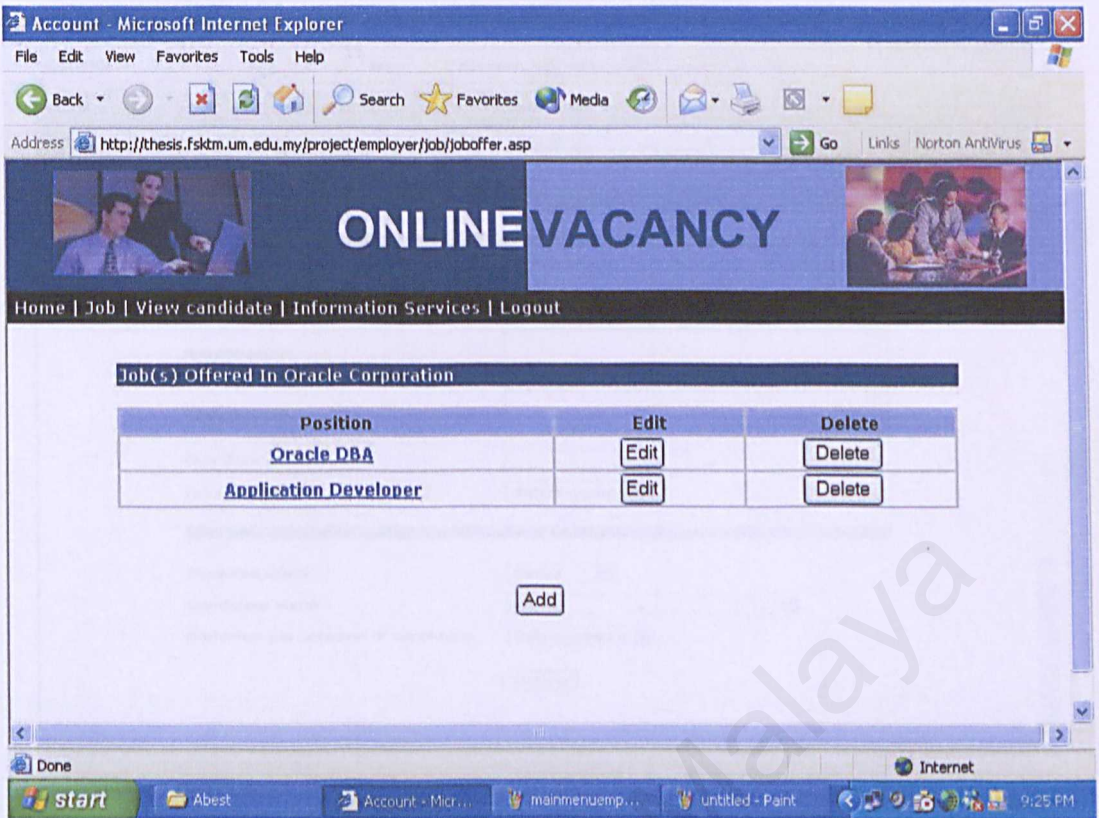 Account - Microsoft Internet Explorer
File Edit View Favorites Tools Help
Back Search Favorites Media
Address http://thesis.fsktm.um.edu.my/project/employer/job/joboffer.asp Go Links Norton AntiVirus
ONLINEVACANCY
Home | Job | View candidate | Information Services | Logout
Job(s) Offered In Oracle Corporation
Position Edit Delete
Oracle DBA Edit Delete
Application Developer Edit Delete
Add
Malaya
Done Internet
start Abest Account - Micr... mainmenuemp... untitled - Paint 9:25 PM